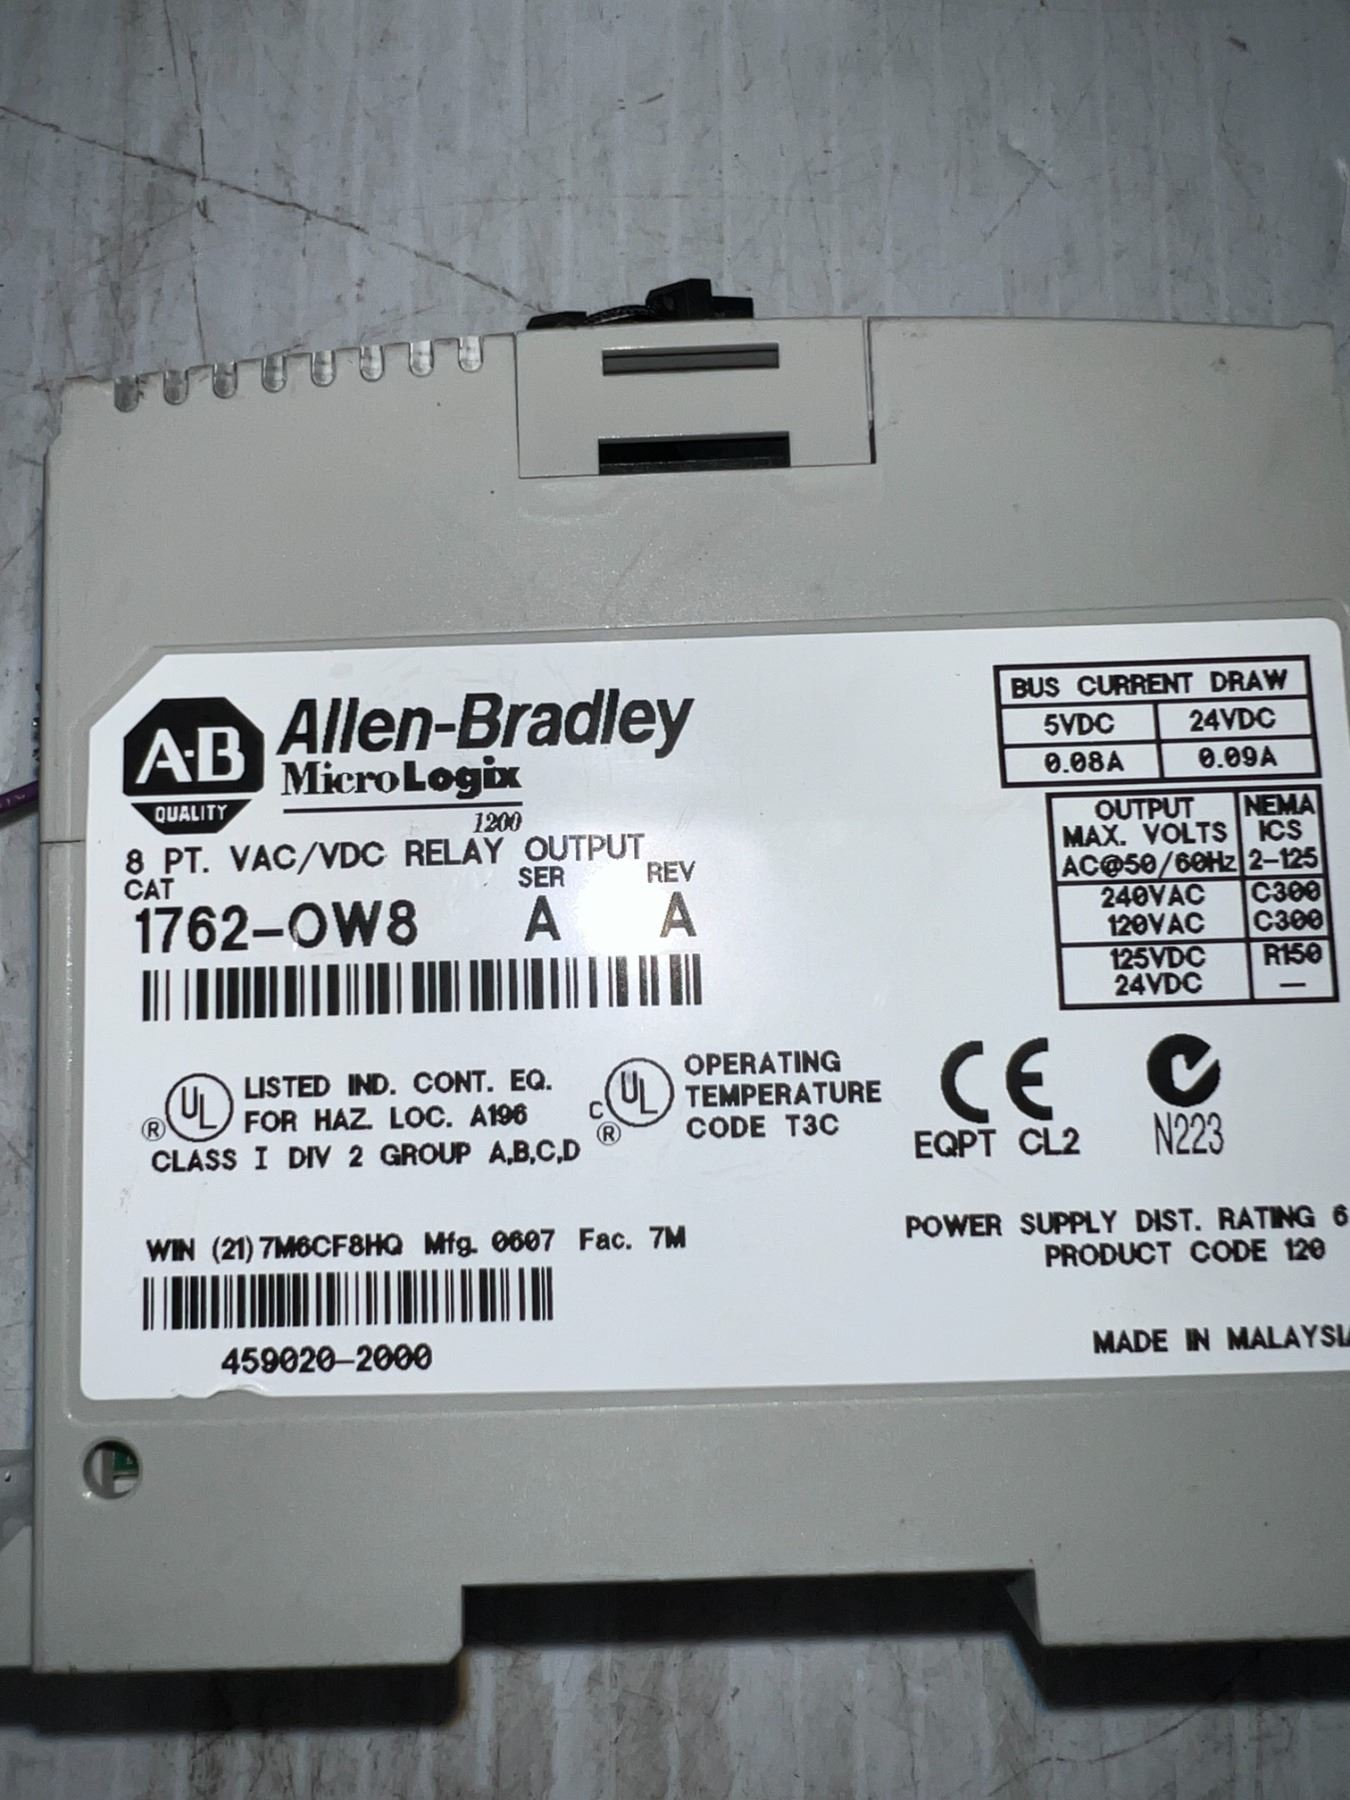 A-B
QUALITY
Allen-Bradley
MicroLogix
1200
8 PT. VAC/VDC RELAY OUTPUT
CAT SER REV
1762-OW8 A A
BUS CURRENT DRAW
5VDC 24VDC
0.08A 0.09A
OUTPUT NEMA
MAX. VOLTS ICS
AC@50/60Hz 2-125
240VAC C300
120VAC C300
125VDC R150
24VDC —
UL
®
LISTED IND. CONT. EQ.
FOR HAZ. LOC. A196
CLASS I DIV 2 GROUP A,B,C,D
C UL
®
OPERATING
TEMPERATURE
CODE T3C
CE
EQPT CL2
N223
WIN (21) 7M6CF8HQ Mfg. 0607 Fac. 7M
459020-2000
POWER SUPPLY DIST. RATING 6
PRODUCT CODE 120
MADE IN MALAYSIA